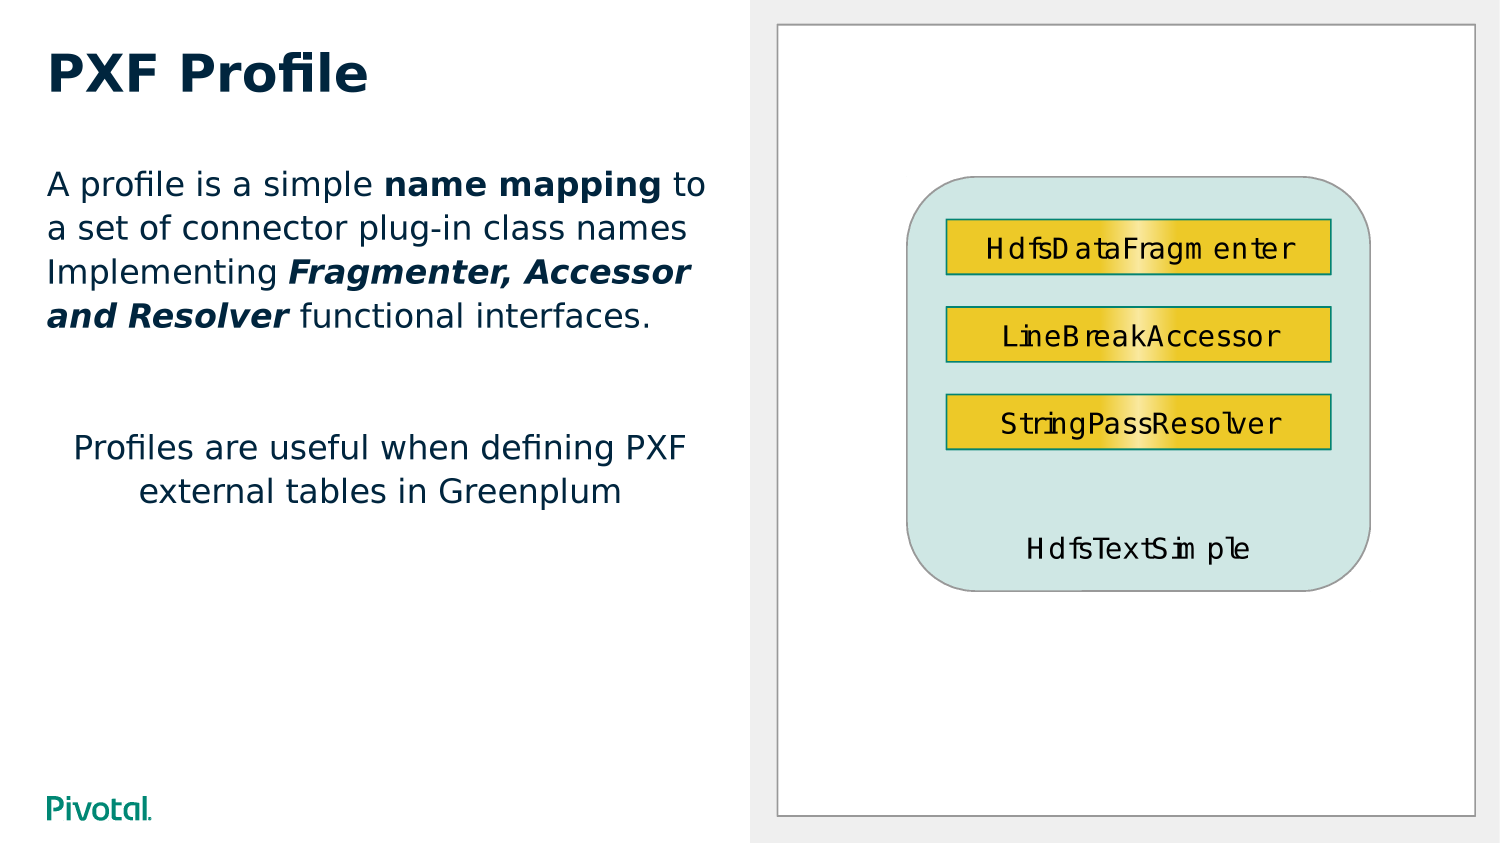 PXF Profile
A profile is a simple name mapping to
a set of connector plug-in class names
Implementing Fragmenter, Accessor
and Resolver functional interfaces.
Profiles are useful when defining PXF
external tables in Greenplum
Pivotal.
HdfsDataFragmenter
LineBreakAccessor
StringPassResolver
HdfsTextSimple